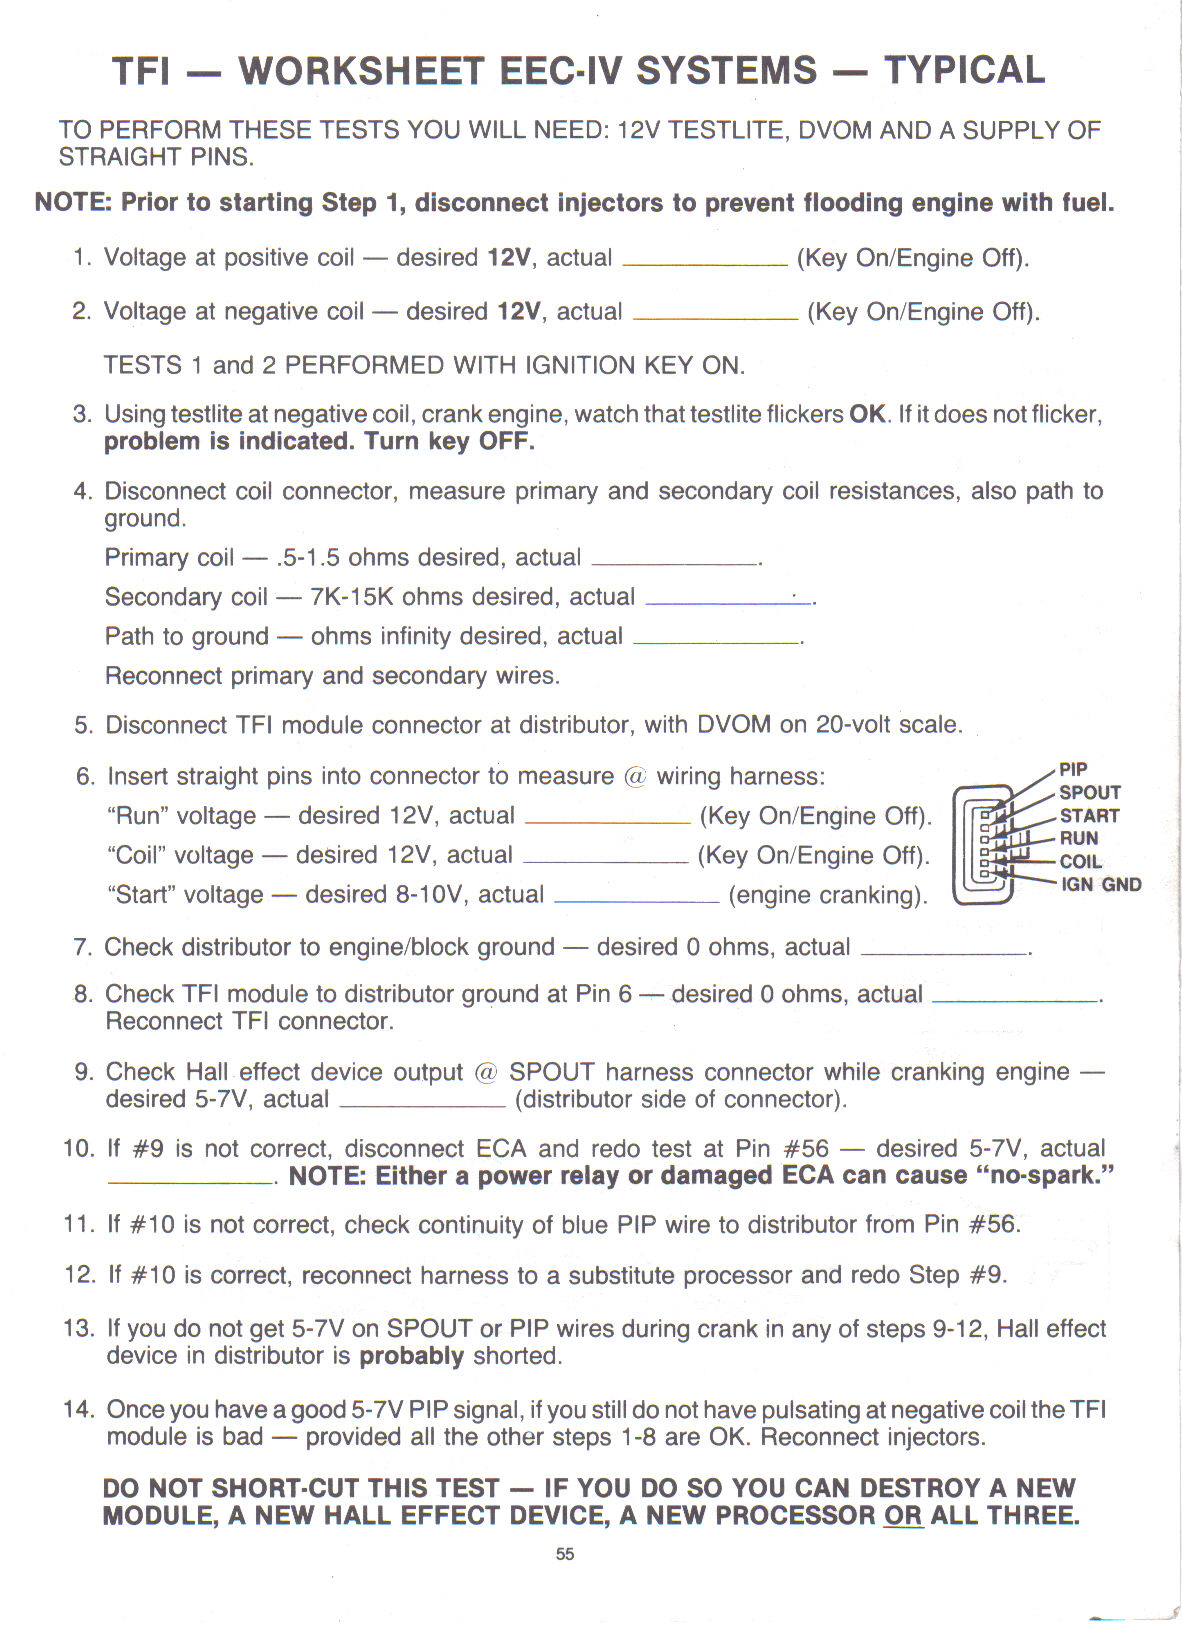 TFI — WORKSHEET EEC-IV SYSTEMS — TYPICAL
TO PERFORM THESE TESTS YOU WILL NEED: 12V TESTLITE, DVOM AND A SUPPLY OF
STRAIGHT PINS.
NOTE: Prior to starting Step 1, disconnect injectors to prevent flooding engine with fuel.
1. Voltage at positive coil — desired 12V, actual ____________ (Key On/Engine Off).
2. Voltage at negative coil — desired 12V, actual ____________ (Key On/Engine Off).
TESTS 1 and 2 PERFORMED WITH IGNITION KEY ON.
3. Using testlite at negative coil, crank engine, watch that testlite flickers OK. If it does not flicker,
problem is indicated. Turn key OFF.
4. Disconnect coil connector, measure primary and secondary coil resistances, also path to
ground.
Primary coil — .5-1.5 ohms desired, actual ____________.
Secondary coil — 7K-15K ohms desired, actual ____________.
Path to ground — ohms infinity desired, actual ____________.
Reconnect primary and secondary wires.
5. Disconnect TFI module connector at distributor, with DVOM on 20-volt scale.
6. Insert straight pins into connector to measure @ wiring harness:
“Run” voltage — desired 12V, actual ____________ (Key On/Engine Off).
“Coil” voltage — desired 12V, actual ____________ (Key On/Engine Off).
“Start” voltage — desired 8-10V, actual ____________ (engine cranking).
PIP
SPOUT
START
RUN
COIL
IGN GND
7. Check distributor to engine/block ground — desired 0 ohms, actual ____________.
8. Check TFI module to distributor ground at Pin 6 — desired 0 ohms, actual ____________.
Reconnect TFI connector.
9. Check Hall effect device output @ SPOUT harness connector while cranking engine —
desired 5-7V, actual ____________ (distributor side of connector).
10. If #9 is not correct, disconnect ECA and redo test at Pin #56 — desired 5-7V, actual
____________. NOTE: Either a power relay or damaged ECA can cause “no-spark.”
11. If #10 is not correct, check continuity of blue PIP wire to distributor from Pin #56.
12. If #10 is correct, reconnect harness to a substitute processor and redo Step #9.
13. If you do not get 5-7V on SPOUT or PIP wires during crank in any of steps 9-12, Hall effect
device in distributor is probably shorted.
14. Once you have a good 5-7V PIP signal, if you still do not have pulsating at negative coil the TFI
module is bad — provided all the other steps 1-8 are OK. Reconnect injectors.
DO NOT SHORT-CUT THIS TEST — IF YOU DO SO YOU CAN DESTROY A NEW
MODULE, A NEW HALL EFFECT DEVICE, A NEW PROCESSOR OR ALL THREE.
55